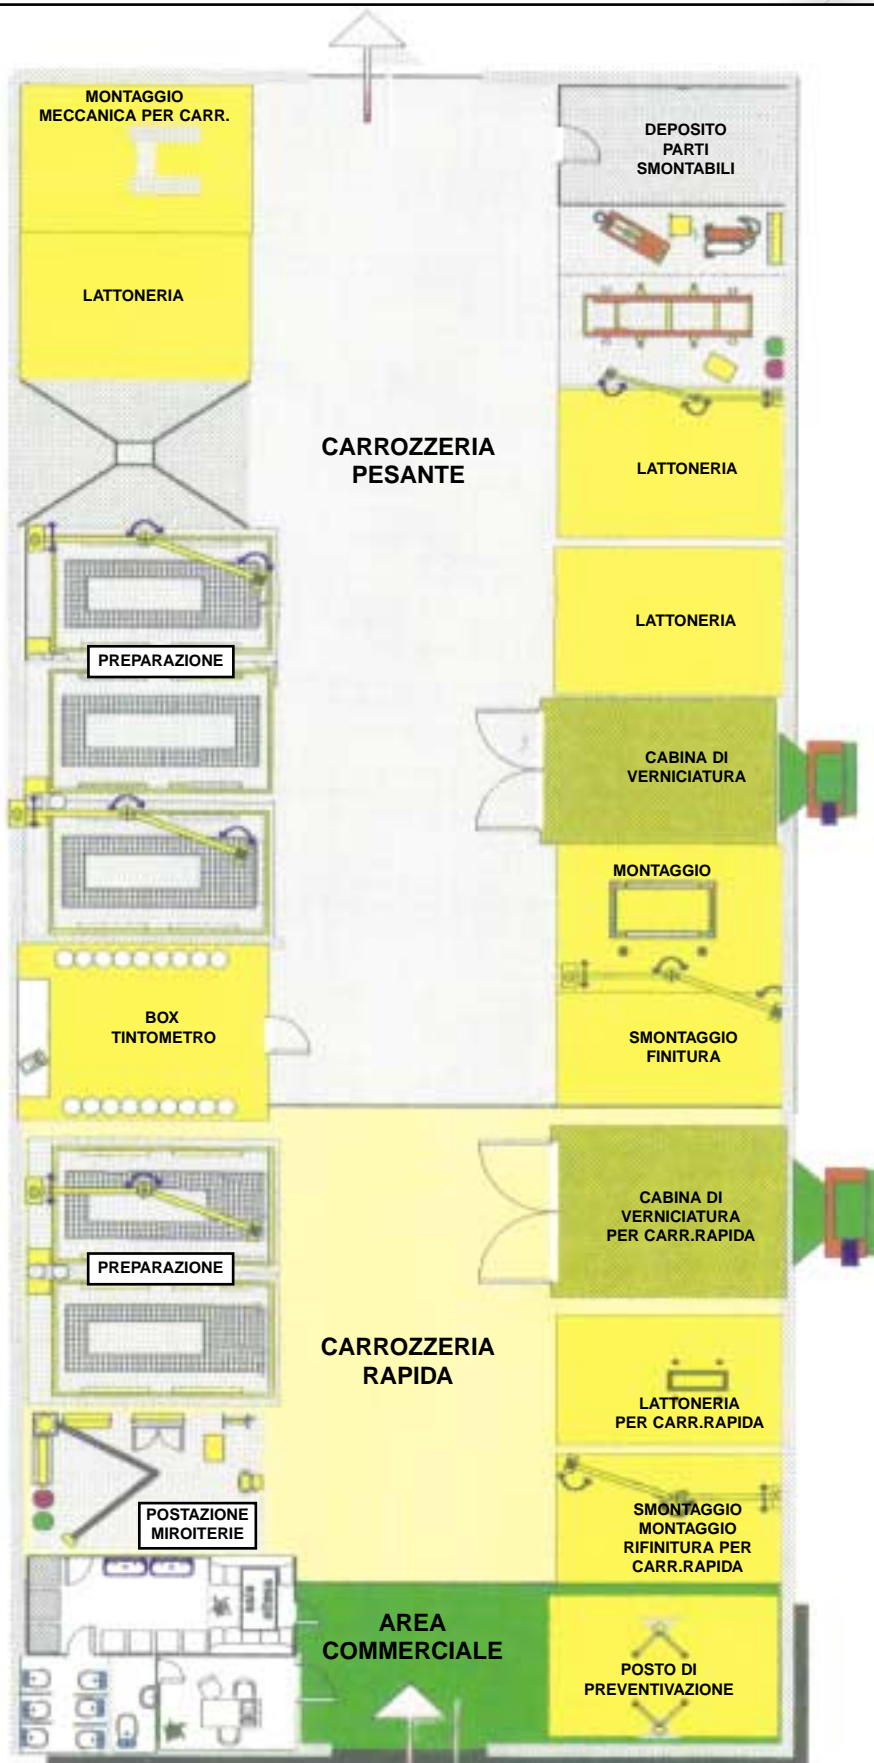 MONTAGGIO
MECCANICA PER CARR.
DEPOSITO
PARTI
SMONTABILI
LATTONERIA
CARROZZERIA
PESANTE
LATTONERIA
LATTONERIA
PREPARAZIONE
CABINA DI
VERNICIATURA
MONTAGGIO
BOX
TINTOMETRO
SMONTAGGIO
FINITURA
CABINA DI
VERNICIATURA
PER CARR.RAPIDA
PREPARAZIONE
CARROZZERIA
RAPIDA
LATTONERIA
PER CARR.RAPIDA
POSTAZIONE
MIROITERIE
SMONTAGGIO
MONTAGGIO
RIFINITURA PER
CARR.RAPIDA
AREA
COMMERCIALE
POSTO DI
PREVENTIVAZIONE